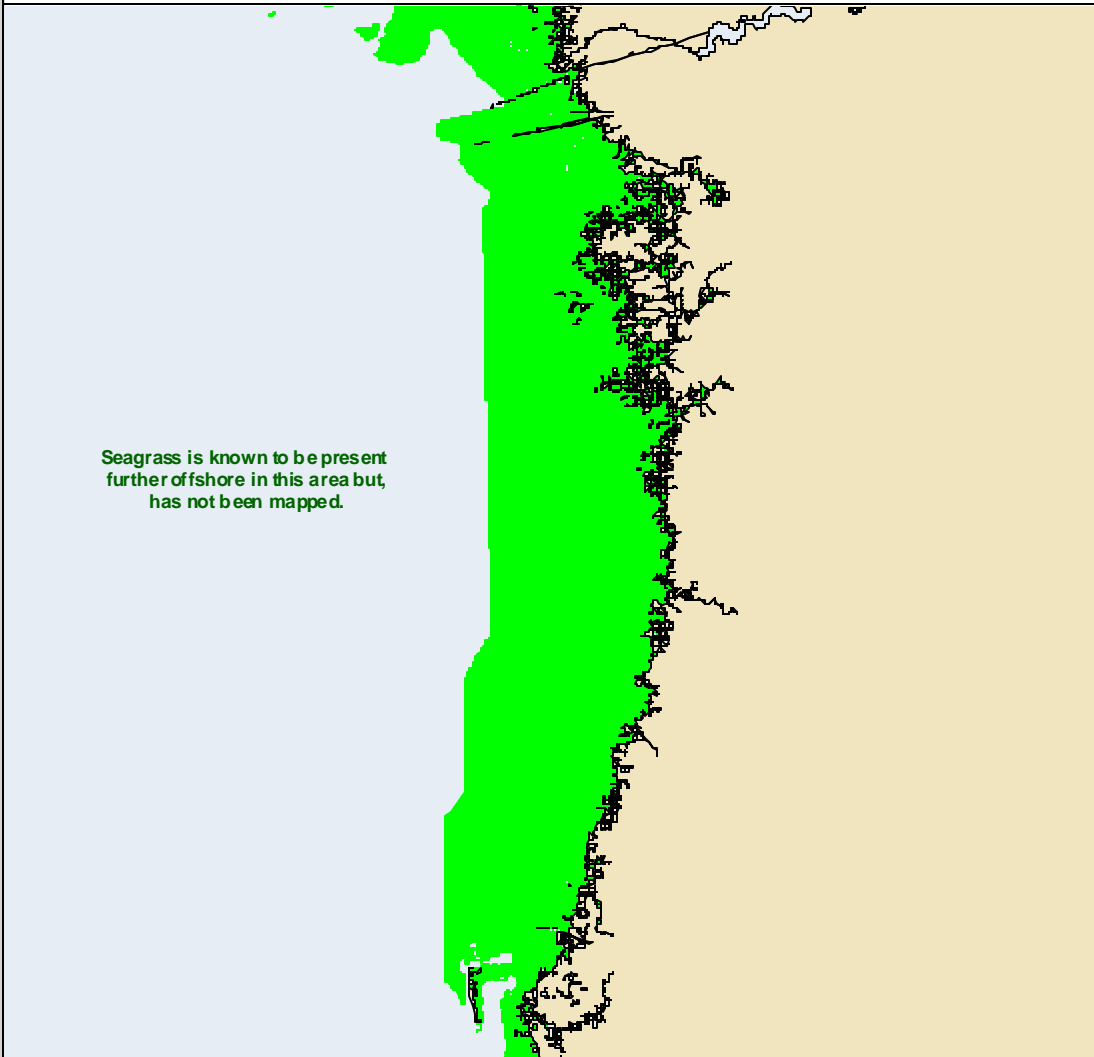 Seagrass is known to be present
further offshore in this area but,
has not been mapped.